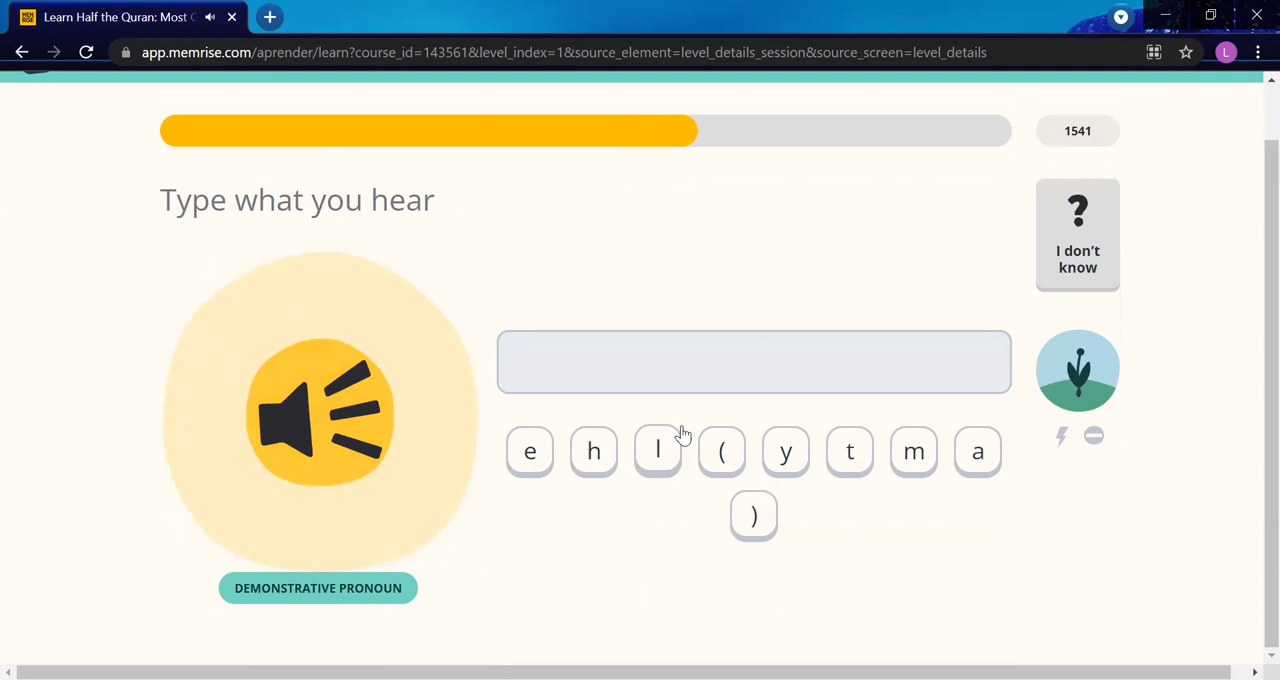 Learn Half the Quran: Most C
app.memrise.com/aprender/learn?course_id=143561&level_index=1&source_element=level_details_session&source_screen=level_details
L
1541
Type what you hear
?
I don't
know
e h l ( y t m a
)
DEMONSTRATIVE PRONOUN